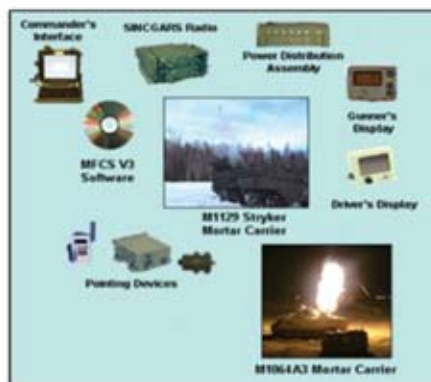 Commander's
Interface
SINCGARS Radio
Power Distribution
Assembly
Gunner's
Display
MFCS V3
Software
Driver's Display
M1129 Stryker
Mortar Carrier
Pointing Devices
M1064A3 Mortar Carrier